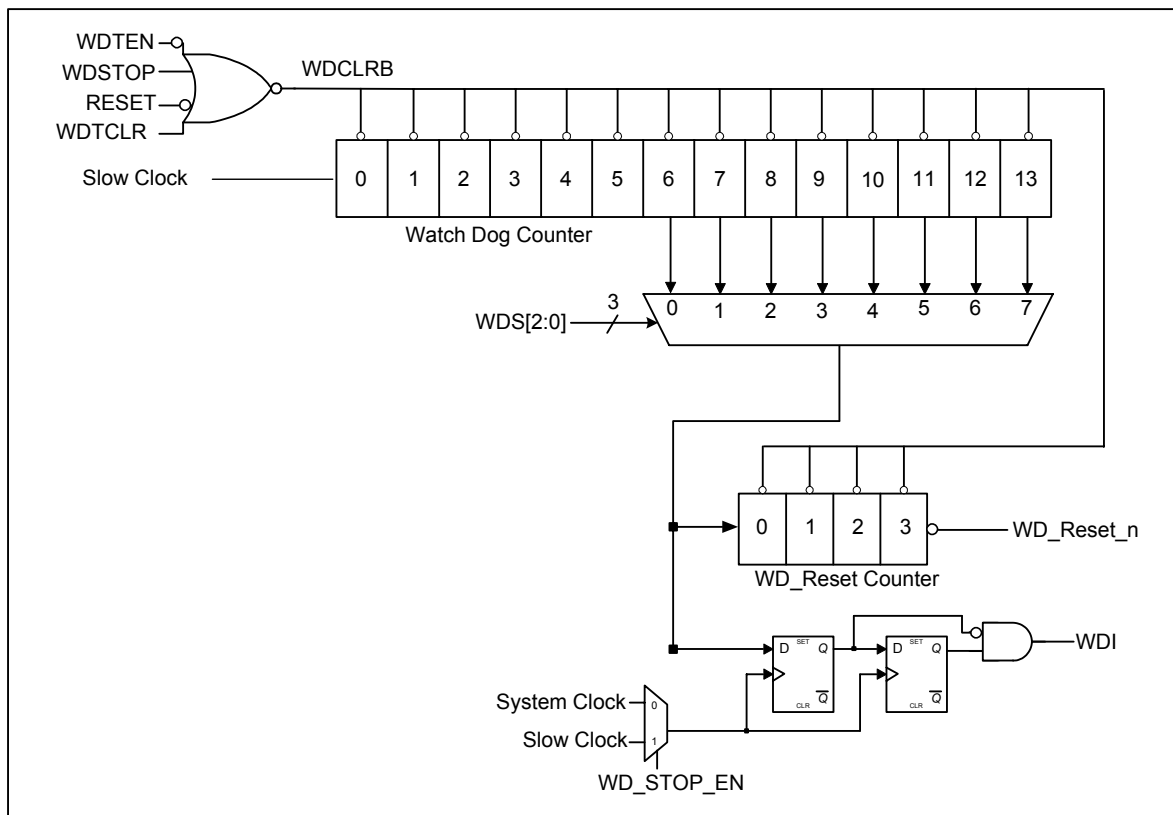 WDTEN
WDSTOP
RESET
WDTCLR
WDCLRB
Slow Clock
0 1 2 3 4 5 6 7 8 9 10 11 12 13
Watch Dog Counter
WDS[2:0]
3
0 1 2 3 4 5 6 7
0 1 2 3
WD_Reset_n
WD_Reset Counter
D SET Q
Q
CLR
D SET Q
Q
CLR
WDI
System Clock
0
Slow Clock
1
WD_STOP_EN